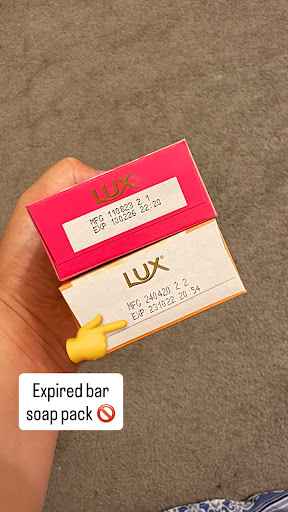 LUX
MFG 110823 2 1
EXP 100226 22:20
LUX
MFG 240420 2 2
EXP 231022 20.54
Expired bar
soap pack 🚫